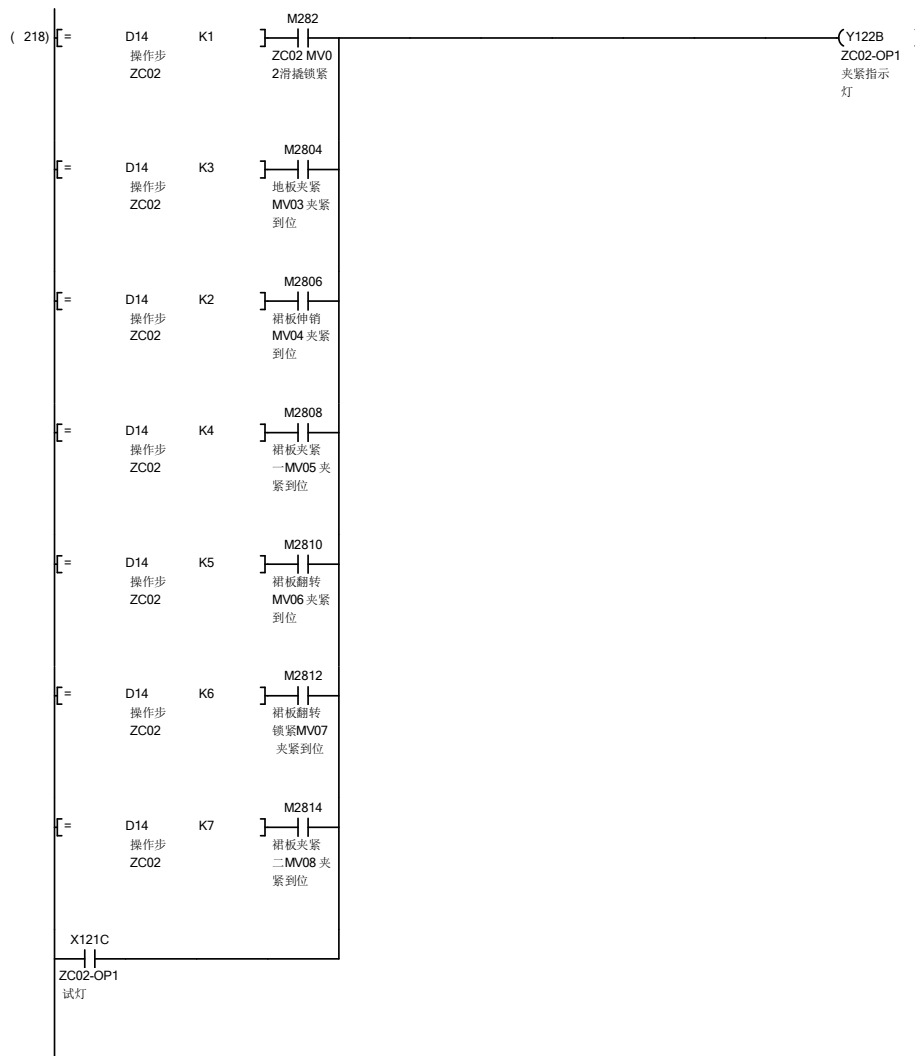 M282
( 218) [= D14 K1 ] (Y122B )
操作步 ZC02 MV0 ZC02-OP1
ZC02 2滑撬锁紧 夹紧指示
灯
M2804
[= D14 K3 ]
操作步 地板夹紧
ZC02 MV03 夹紧
到位
M2806
[= D14 K2 ]
操作步 裙板伸销
ZC02 MV04 夹紧
到位
M2808
[= D14 K4 ]
操作步 裙板夹紧
ZC02 一MV05 夹
紧到位
M2810
[= D14 K5 ]
操作步 裙板翻转
ZC02 MV06 夹紧
到位
M2812
[= D14 K6 ]
操作步 裙板翻转
ZC02 锁紧MV07
夹紧到位
M2814
[= D14 K7 ]
操作步 裙板夹紧
ZC02 二MV08 夹
紧到位
X121C
ZC02-OP1
试灯